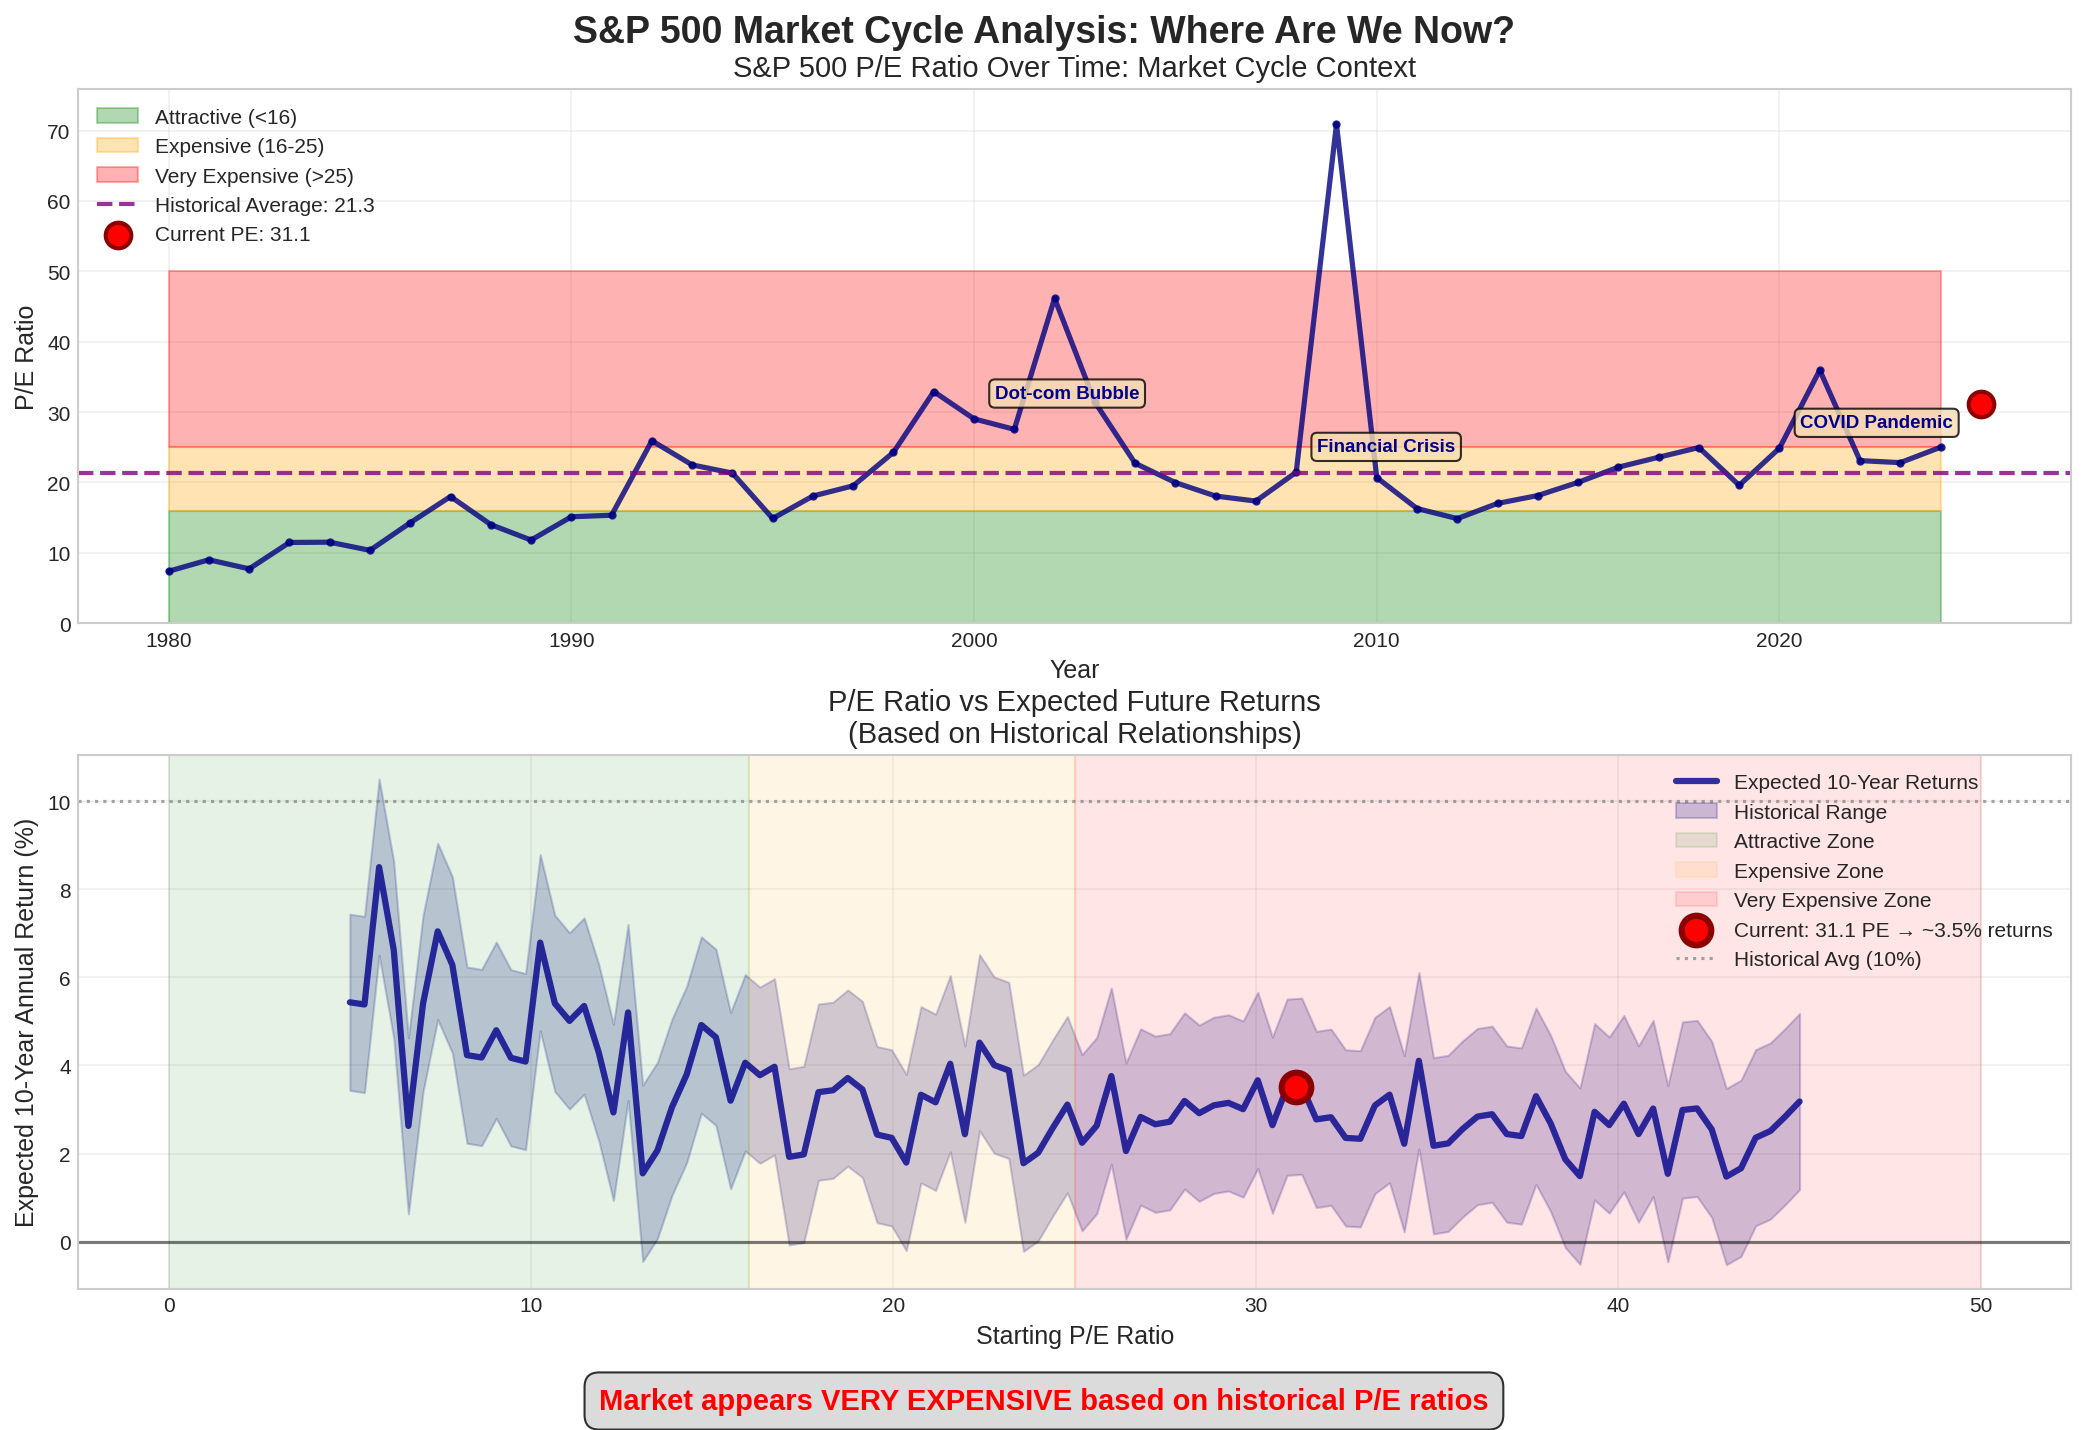 S&P 500 Market Cycle Analysis: Where Are We Now?
S&P 500 P/E Ratio Over Time: Market Cycle Context
Attractive (<16)
Expensive (16-25)
Very Expensive (>25)
Historical Average: 21.3
Current PE: 31.1
P/E Ratio
70
60
50
40
30
20
10
0
Dot-com Bubble
Financial Crisis
COVID Pandemic
1980
1990
2000
2010
2020
Year
P/E Ratio vs Expected Future Returns
(Based on Historical Relationships)
Expected 10-Year Returns
Historical Range
Attractive Zone
Expensive Zone
Very Expensive Zone
Current: 31.1 PE → ~3.5% returns
Historical Avg (10%)
Expected 10-Year Annual Return (%)
10
8
6
4
2
0
0
10
20
30
40
50
Starting P/E Ratio
Market appears VERY EXPENSIVE based on historical P/E ratios